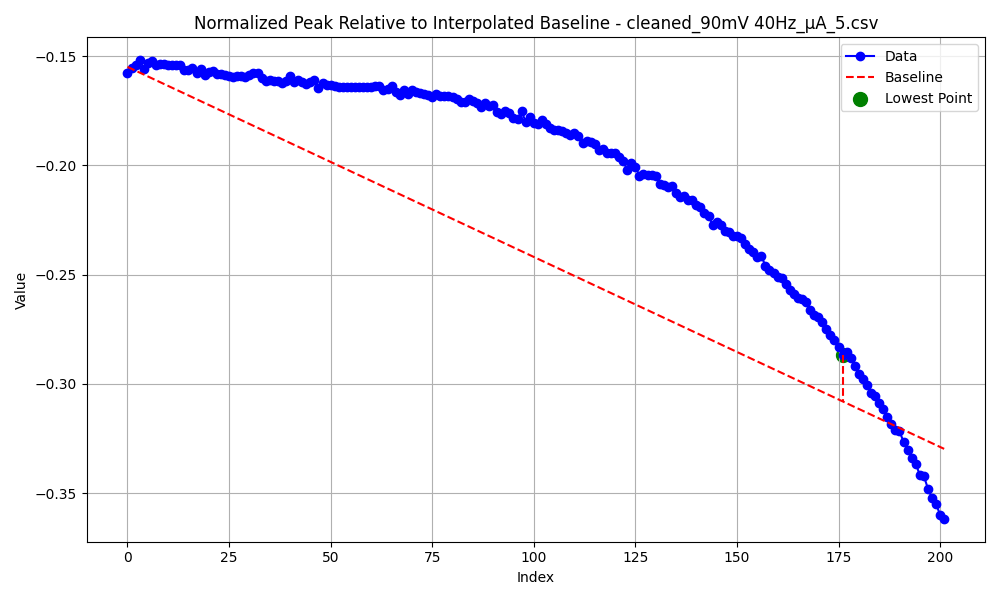 Normalized Peak Relative to Interpolated Baseline - cleaned_90mV 40Hz_μA_5.csv
Data
Baseline
Lowest Point
Value
−0.15
−0.20
−0.25
−0.30
−0.35
0 25 50 75 100 125 150 175 200
Index